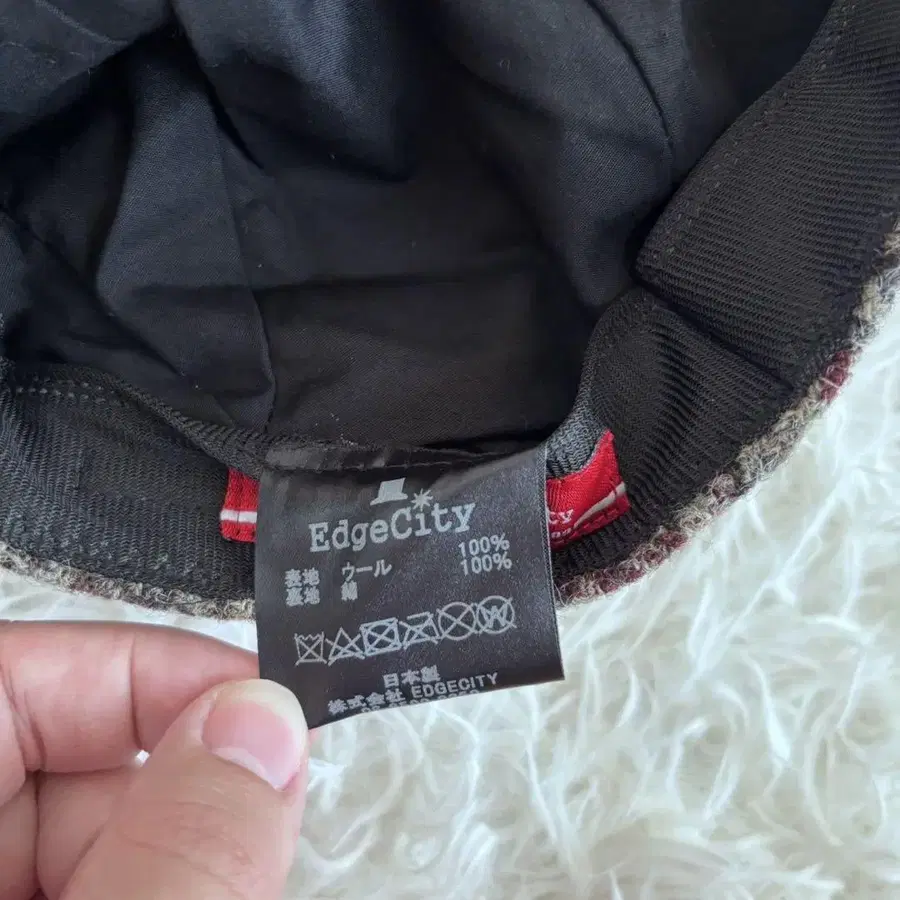 EdgeCity
表地 ウール 100%
裏地 綿 100%
日本製
株式会社 EDGECITY